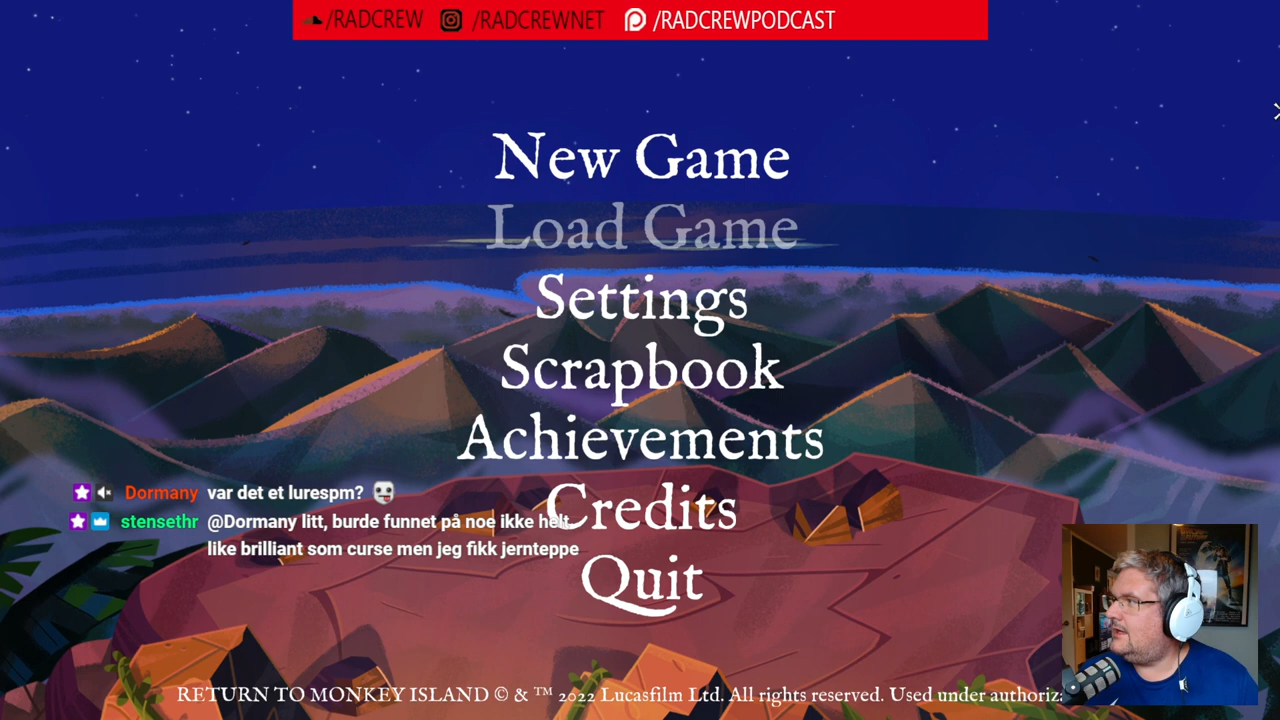 /RADCREW /RADCREWNET /RADCREWPODCAST
New Game
Load Game
Settings
Scrapbook
Achievements
Credits
Quit
Dormany var det et lurespm?
stensethr @Dormany litt, burde funnet på noe ikke helt
like brilliant som curse men jeg fikk jernteppe
RETURN TO MONKEY ISLAND © & ™ 2022 Lucasfilm Ltd. All rights reserved. Used under authoriz